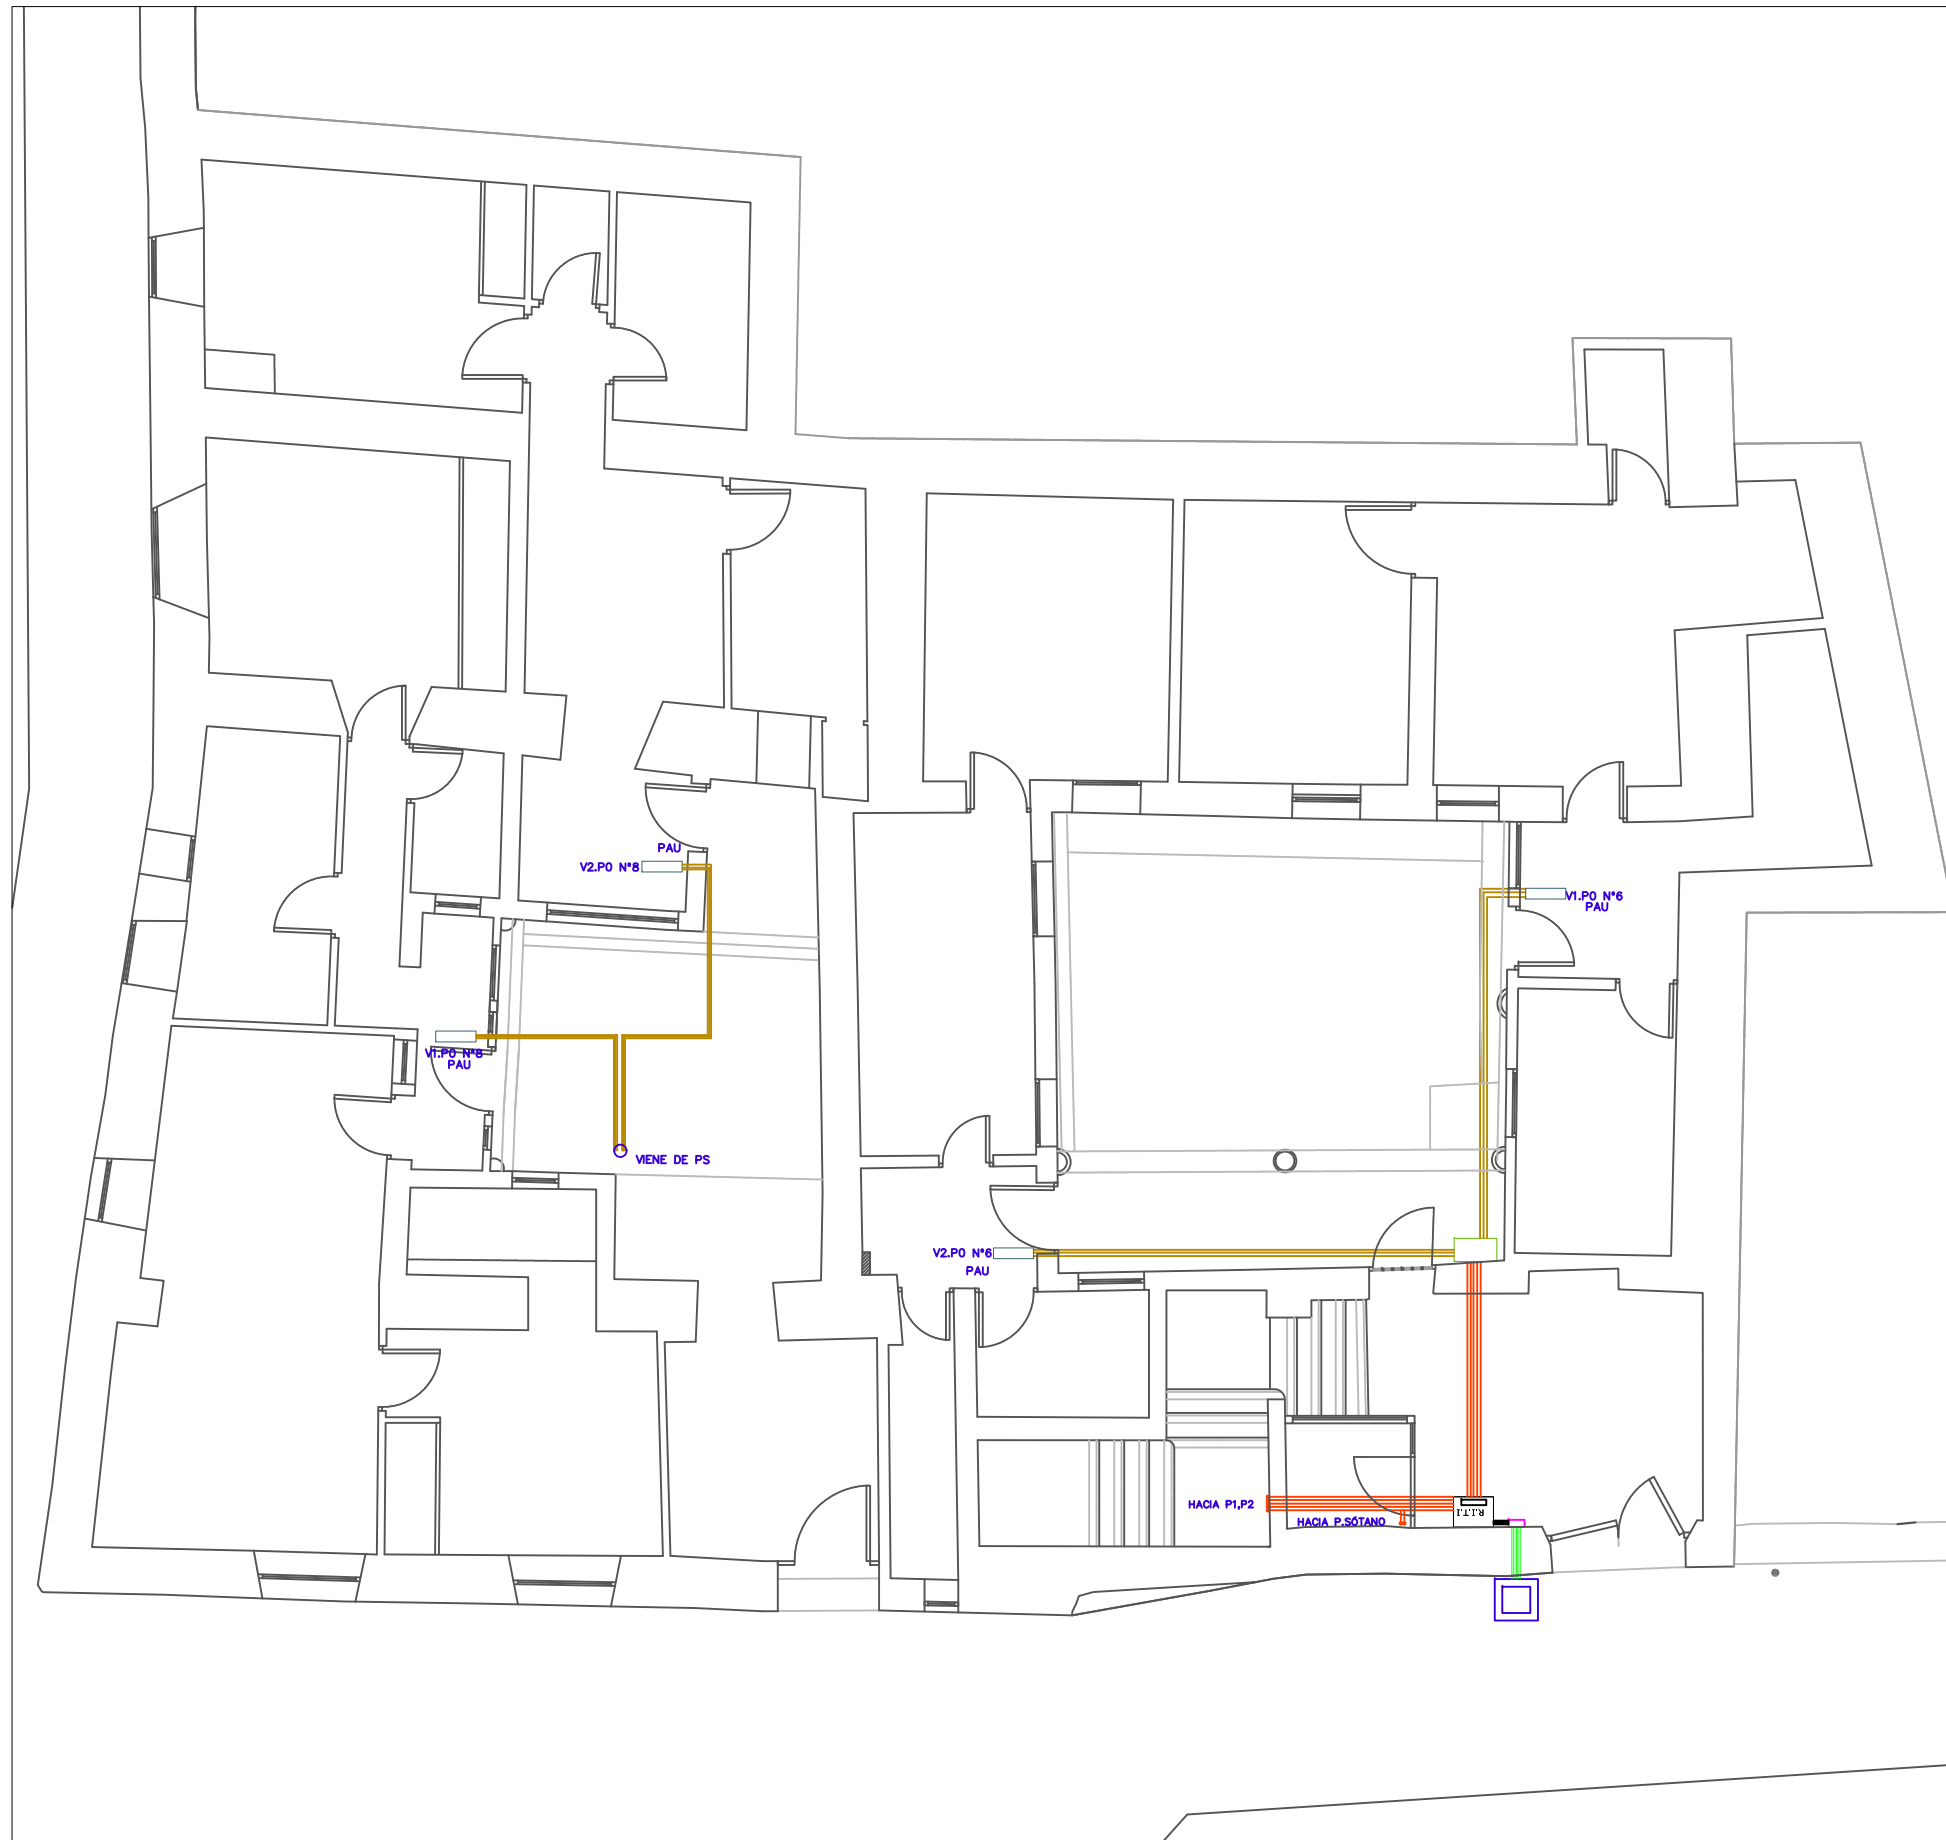 PAU
V2.P0 Nº8
V1.P0 Nº6
PAU
V1.P0 Nº8
PAU
VIENE DE PS
V2.P0 Nº6
PAU
HACIA P1,P2
HACIA P.SÓTANO
R.I.T.I.